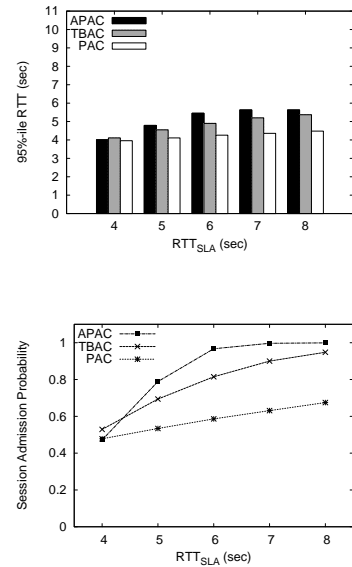 11
10
9
8
7
6
5
4
3
2
1
0
95%-ile RTT (sec)
APAC
TBAC
PAC
4 5 6 7 8
RTT_SLA (sec)
1
0.8
0.6
0.4
0.2
0
Session Admission Probability
APAC
TBAC
PAC
4 5 6 7 8
RTT_SLA (sec)